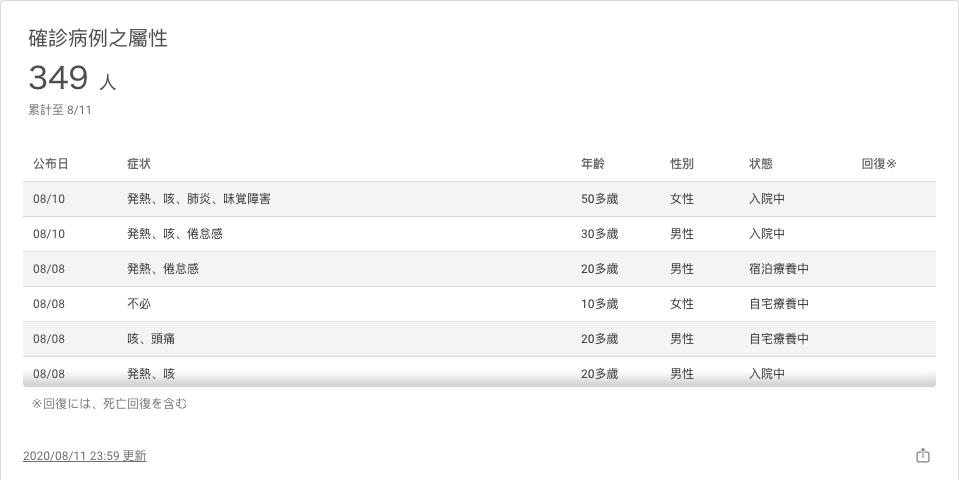 確診病例之屬性
349 人
累計至 8/11
公布日 症状 年齢 性別 状態 回復※
08/10 発熱、咳、肺炎、味覚障害 50多歲 女性 入院中
08/10 発熱、咳、倦怠感 30多歲 男性 入院中
08/08 発熱、倦怠感 20多歲 男性 宿泊療養中
08/08 不必 10多歲 女性 自宅療養中
08/08 咳、頭痛 20多歲 男性 自宅療養中
08/08 発熱、咳 20多歲 男性 入院中
※回復には、死亡回復を含む
2020/08/11 23:59 更新